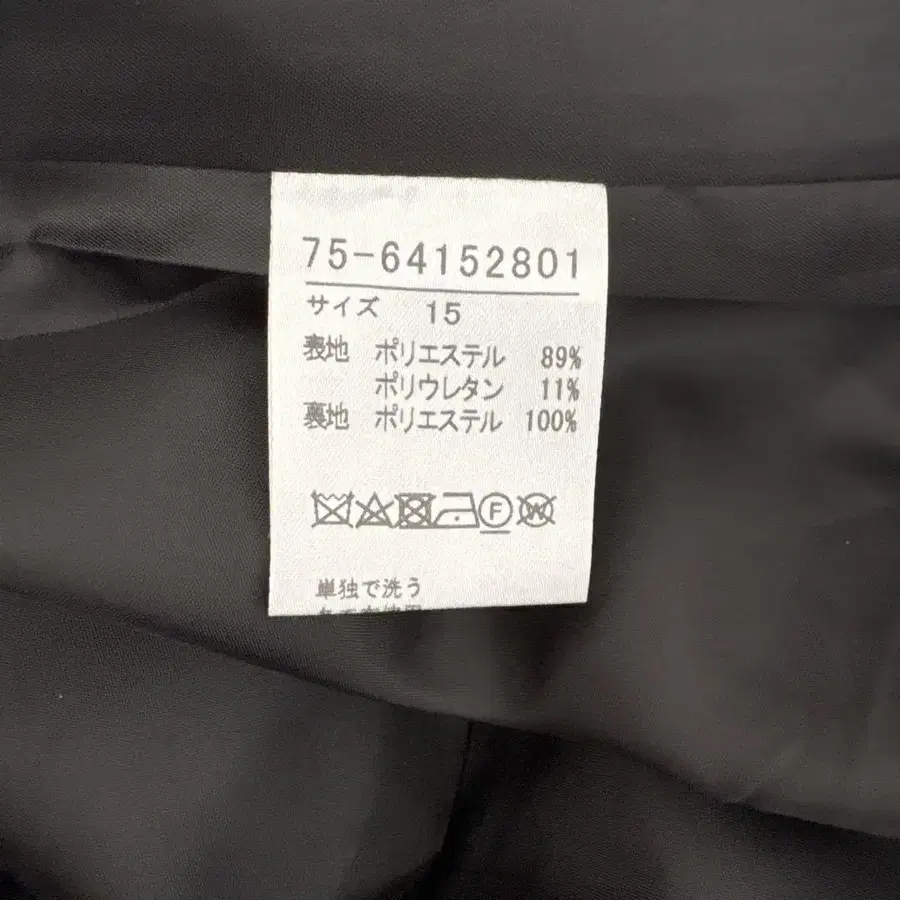 75-64152801
サイズ 15
表地 ポリエステル 89%
ポリウレタン 11%
裏地 ポリエステル 100%
F W
単独で洗う